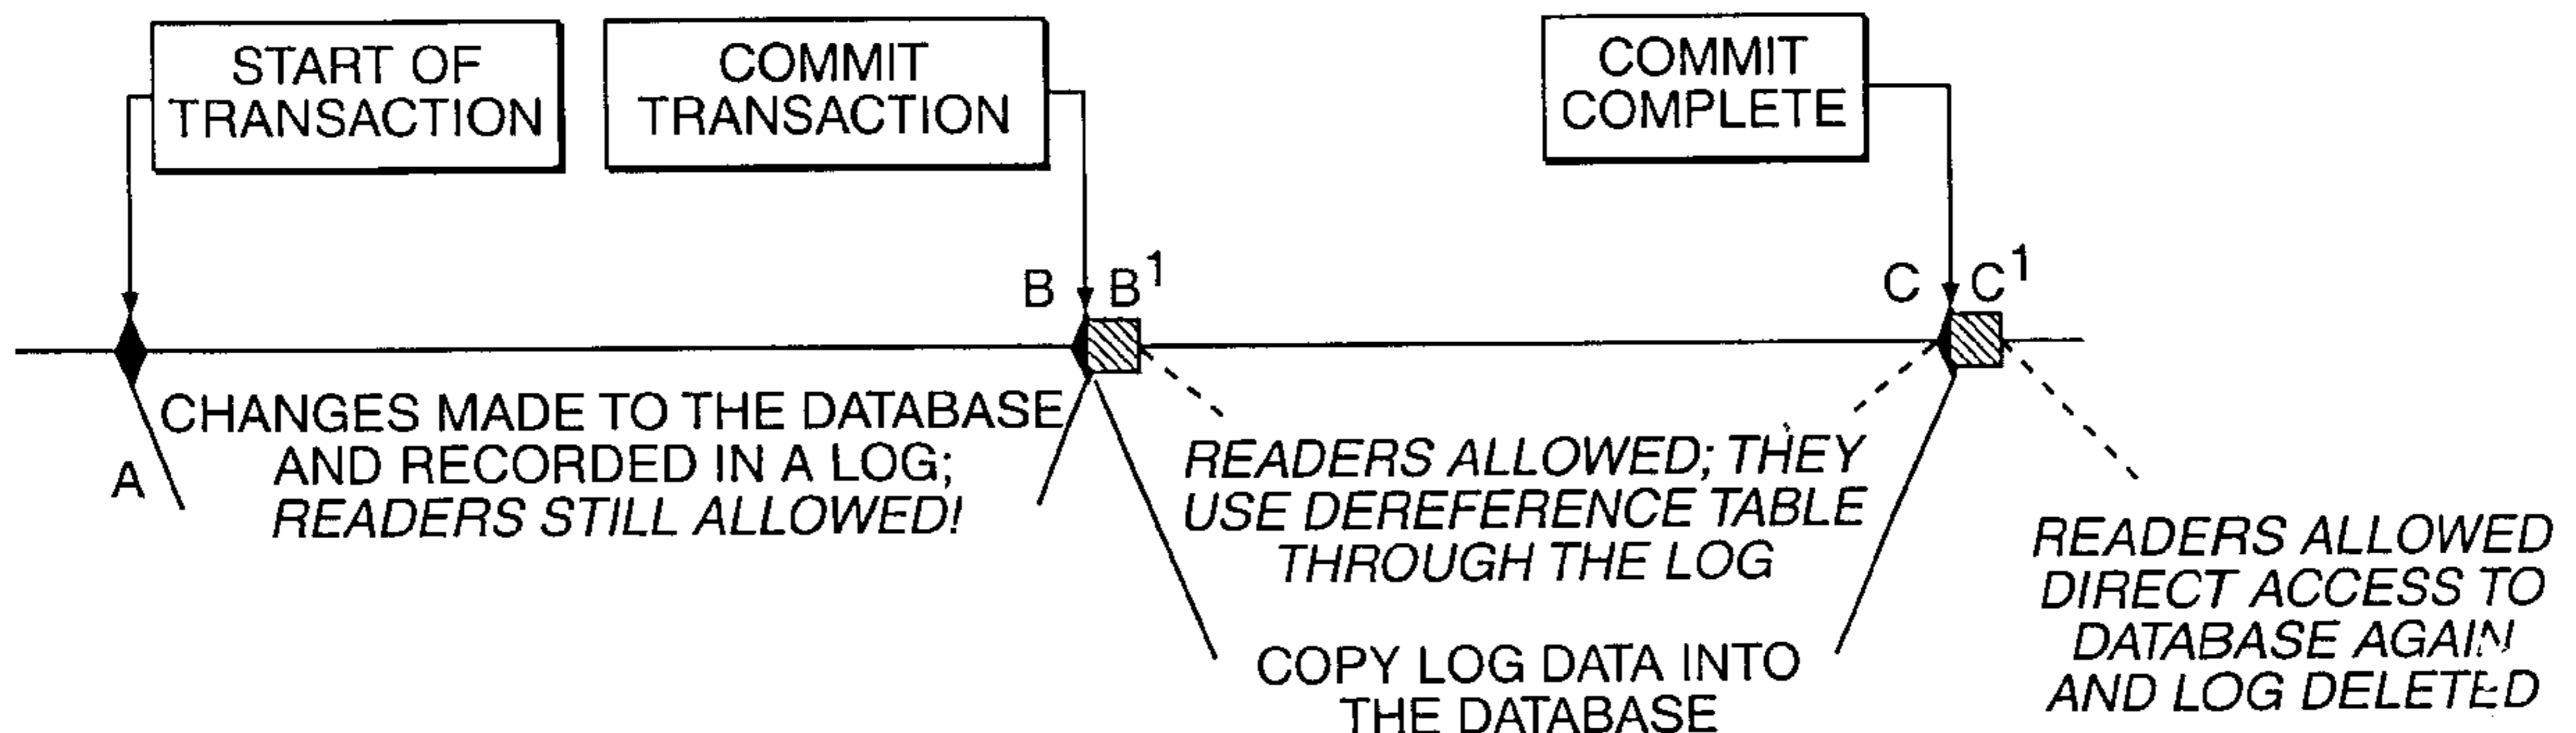 START OF
TRANSACTION
COMMIT
TRANSACTION
COMMIT
COMPLETE
B B¹
C C¹
A
CHANGES MADE TO THE DATABASE
AND RECORDED IN A LOG;
READERS STILL ALLOWED!
READERS ALLOWED; THEY
USE DEREFERENCE TABLE
THROUGH THE LOG
COPY LOG DATA INTO
THE DATABASE
READERS ALLOWED
DIRECT ACCESS TO
DATABASE AGAIN
AND LOG DELETED